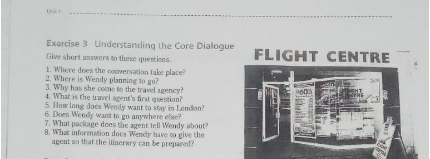 Exercise 3 Understanding the Core Dialogue
Give short answers to these questions.
1. Where does the conversation take place?
2. Where is Wendy planning to go?
3. Why has she come to the travel agency?
4. What is the travel agent's first question?
5. How long does Wendy want to stay in London?
6. Does Wendy want to go anywhere else?
7. What package does the agent tell Wendy about?
8. What information does Wendy have to give the
agent so that the itinerary can be prepared?
FLIGHT CENTRE